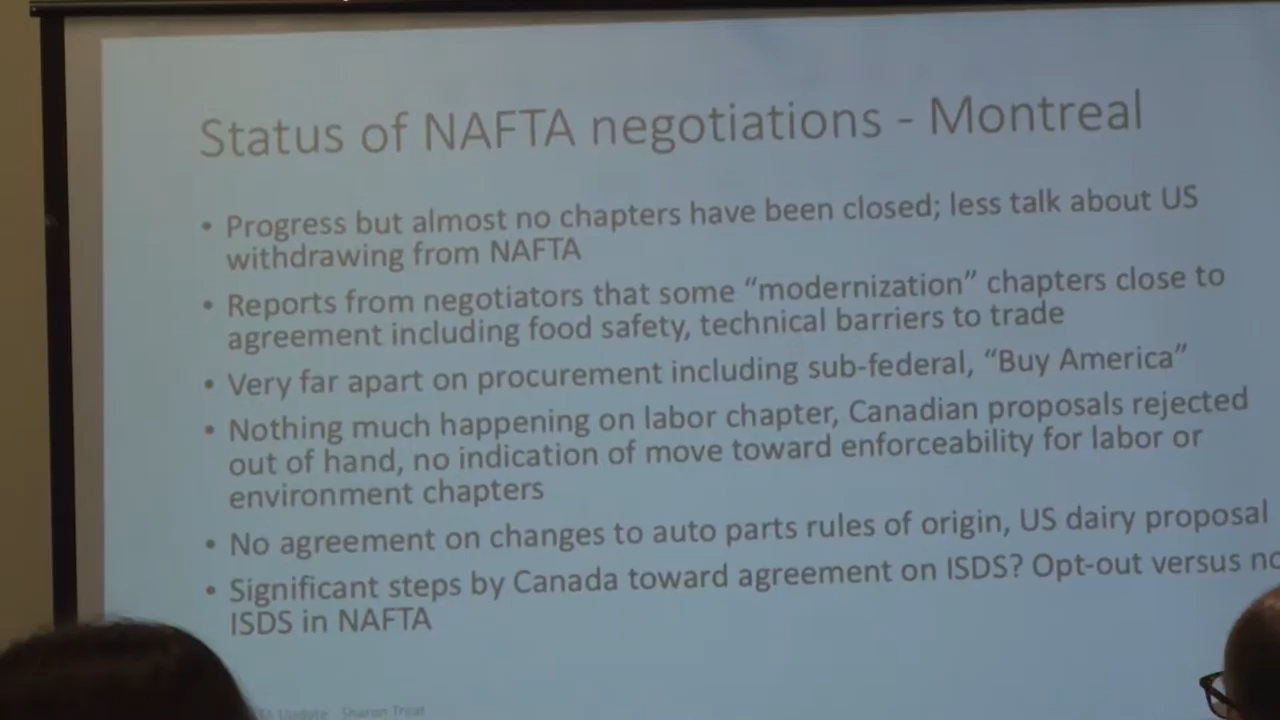 Status of NAFTA negotiations - Montreal
• Progress but almost no chapters have been closed; less talk about US
withdrawing from NAFTA
• Reports from negotiators that some “modernization” chapters close to
agreement including food safety, technical barriers to trade
• Very far apart on procurement including sub-federal, “Buy America”
• Nothing much happening on labor chapter, Canadian proposals rejected
out of hand, no indication of move toward enforceability for labor or
environment chapters
• No agreement on changes to auto parts rules of origin, US dairy proposal
• Significant steps by Canada toward agreement on ISDS? Opt-out versus no
ISDS in NAFTA
Update Sharon Treat